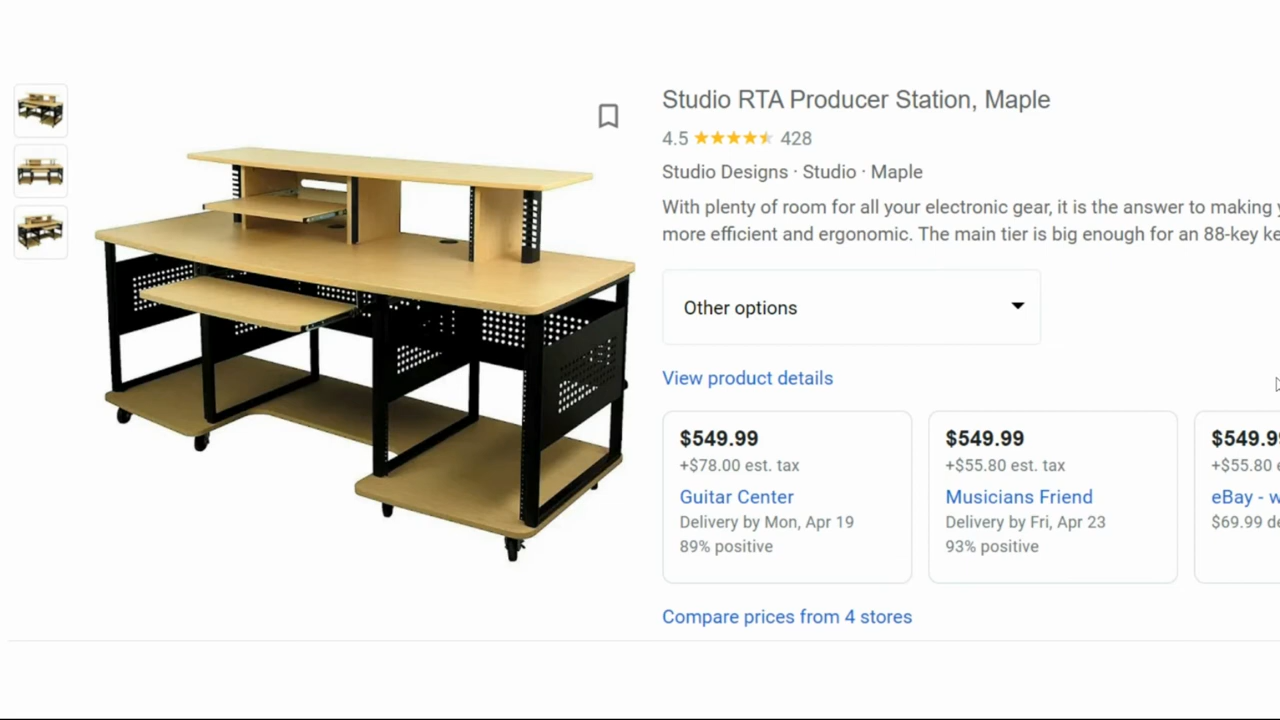 Studio RTA Producer Station, Maple
4.5 428
Studio Designs · Studio · Maple
With plenty of room for all your electronic gear, it is the answer to making
more efficient and ergonomic. The main tier is big enough for an 88-key
Other options
View product details
$549.99
+$78.00 est. tax
Guitar Center
Delivery by Mon, Apr 19
89% positive
$549.99
+$55.80 est. tax
Musicians Friend
Delivery by Fri, Apr 23
93% positive
$549.9
+$55.80
eBay -
$69.99
Compare prices from 4 stores